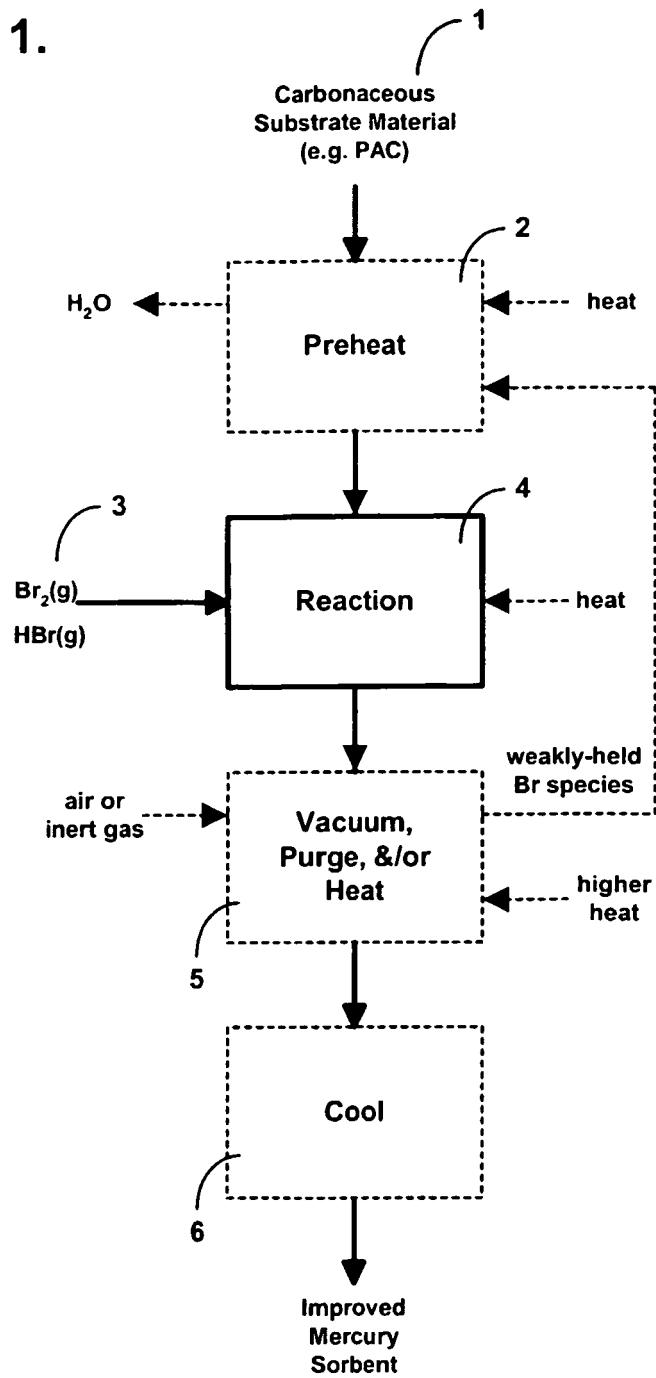 1.
1
Carbonaceous
Substrate Material
(e.g. PAC)
2
H₂O
heat
Preheat
3
4
Br₂(g)
HBr(g)
Reaction
heat
weakly-held
Br species
air or
inert gas
Vacuum,
Purge, &/or
Heat
higher
heat
5
Cool
6
Improved
Mercury
Sorbent